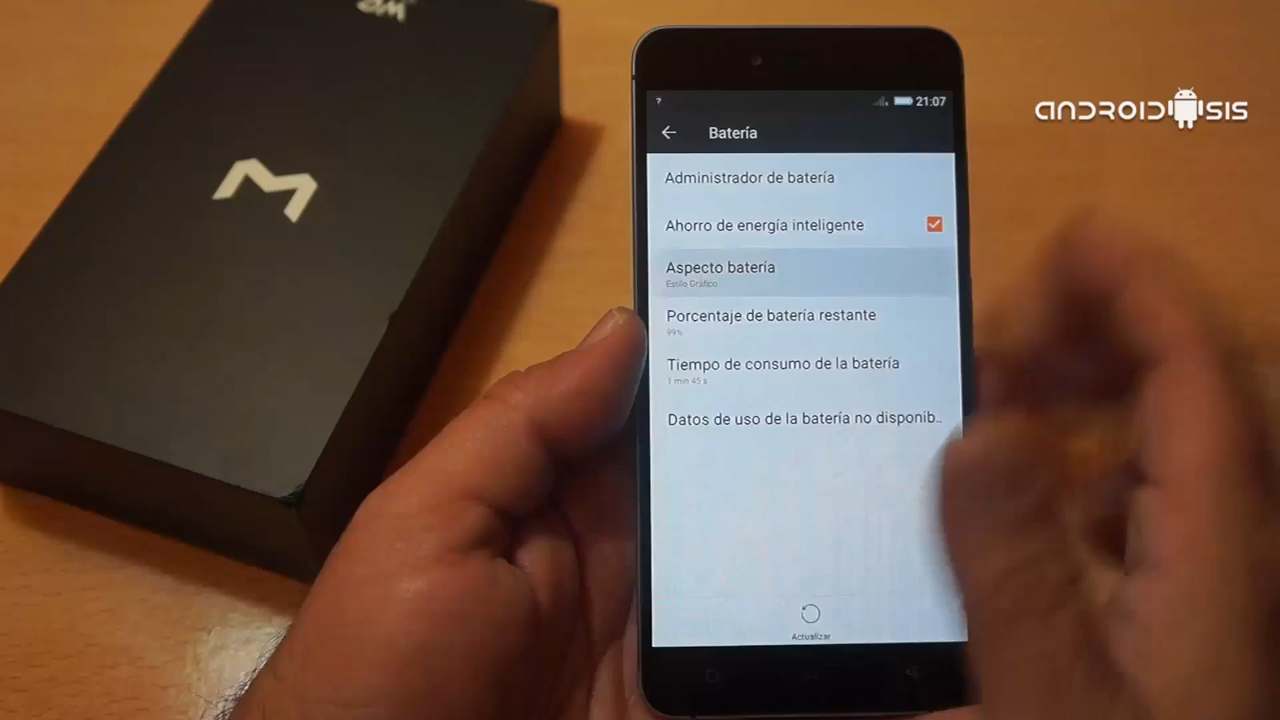 ?
21:07
Batería
Administrador de batería
Ahorro de energía inteligente
Aspecto batería
Estilo Gráfico
Porcentaje de batería restante
99%
Tiempo de consumo de la batería
1 min 45 s
Datos de uso de la batería no disponib..
Actualizar
ANDROIDSIS
M